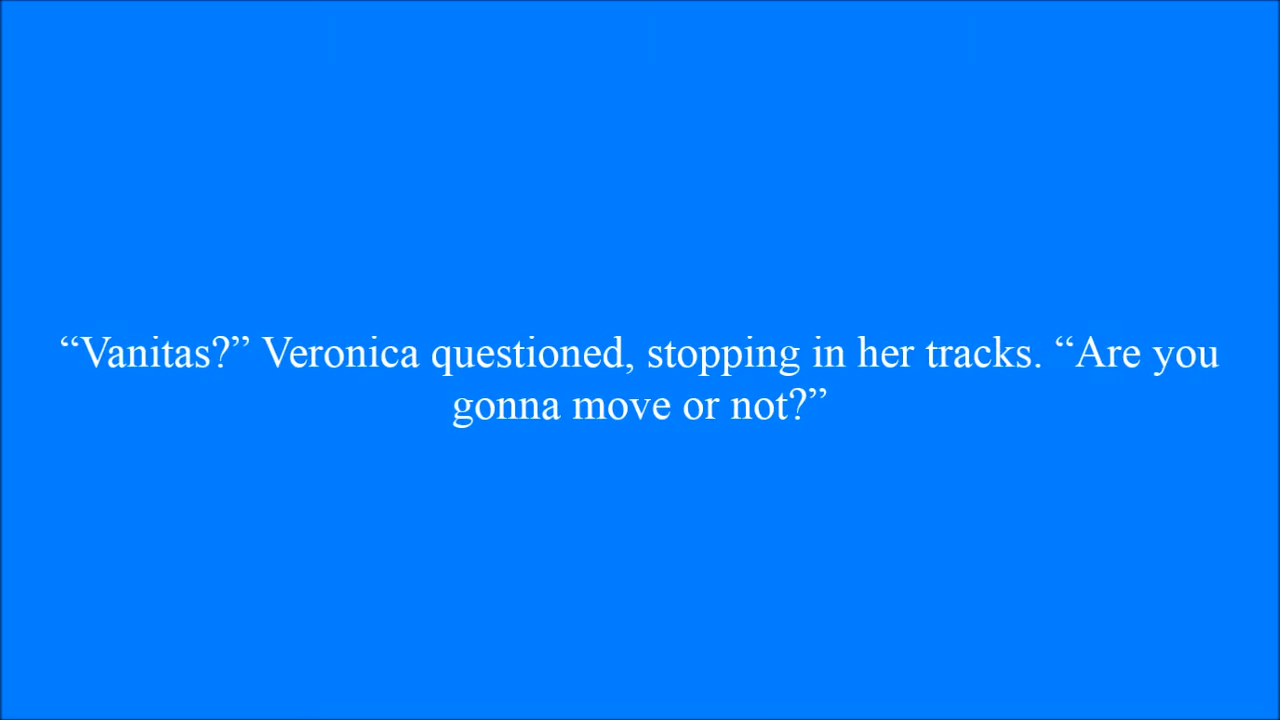 “Vanitas?” Veronica questioned, stopping in her tracks. “Are you
gonna move or not?”